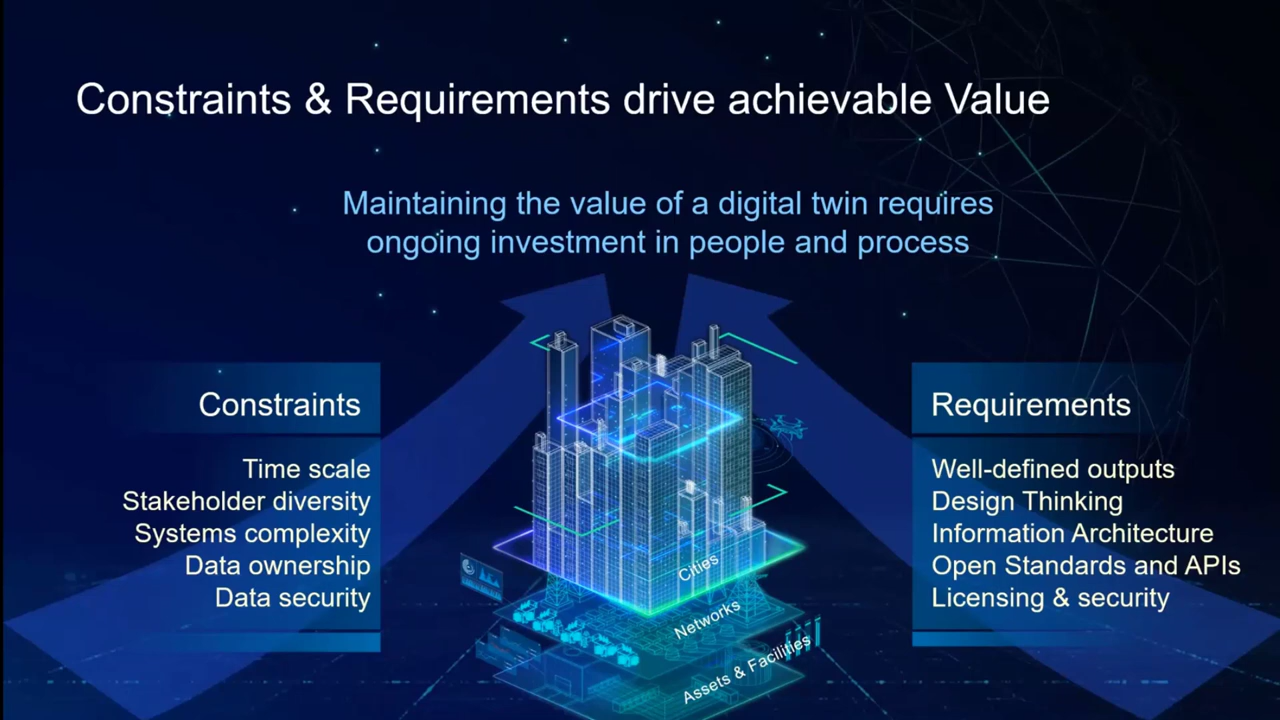 Constraints & Requirements drive achievable Value
Maintaining the value of a digital twin requires
ongoing investment in people and process
Constraints
Time scale
Stakeholder diversity
Systems complexity
Data ownership
Data security
Requirements
Well-defined outputs
Design Thinking
Information Architecture
Open Standards and APIs
Licensing & security
Cities
Networks
Assets & Facilities